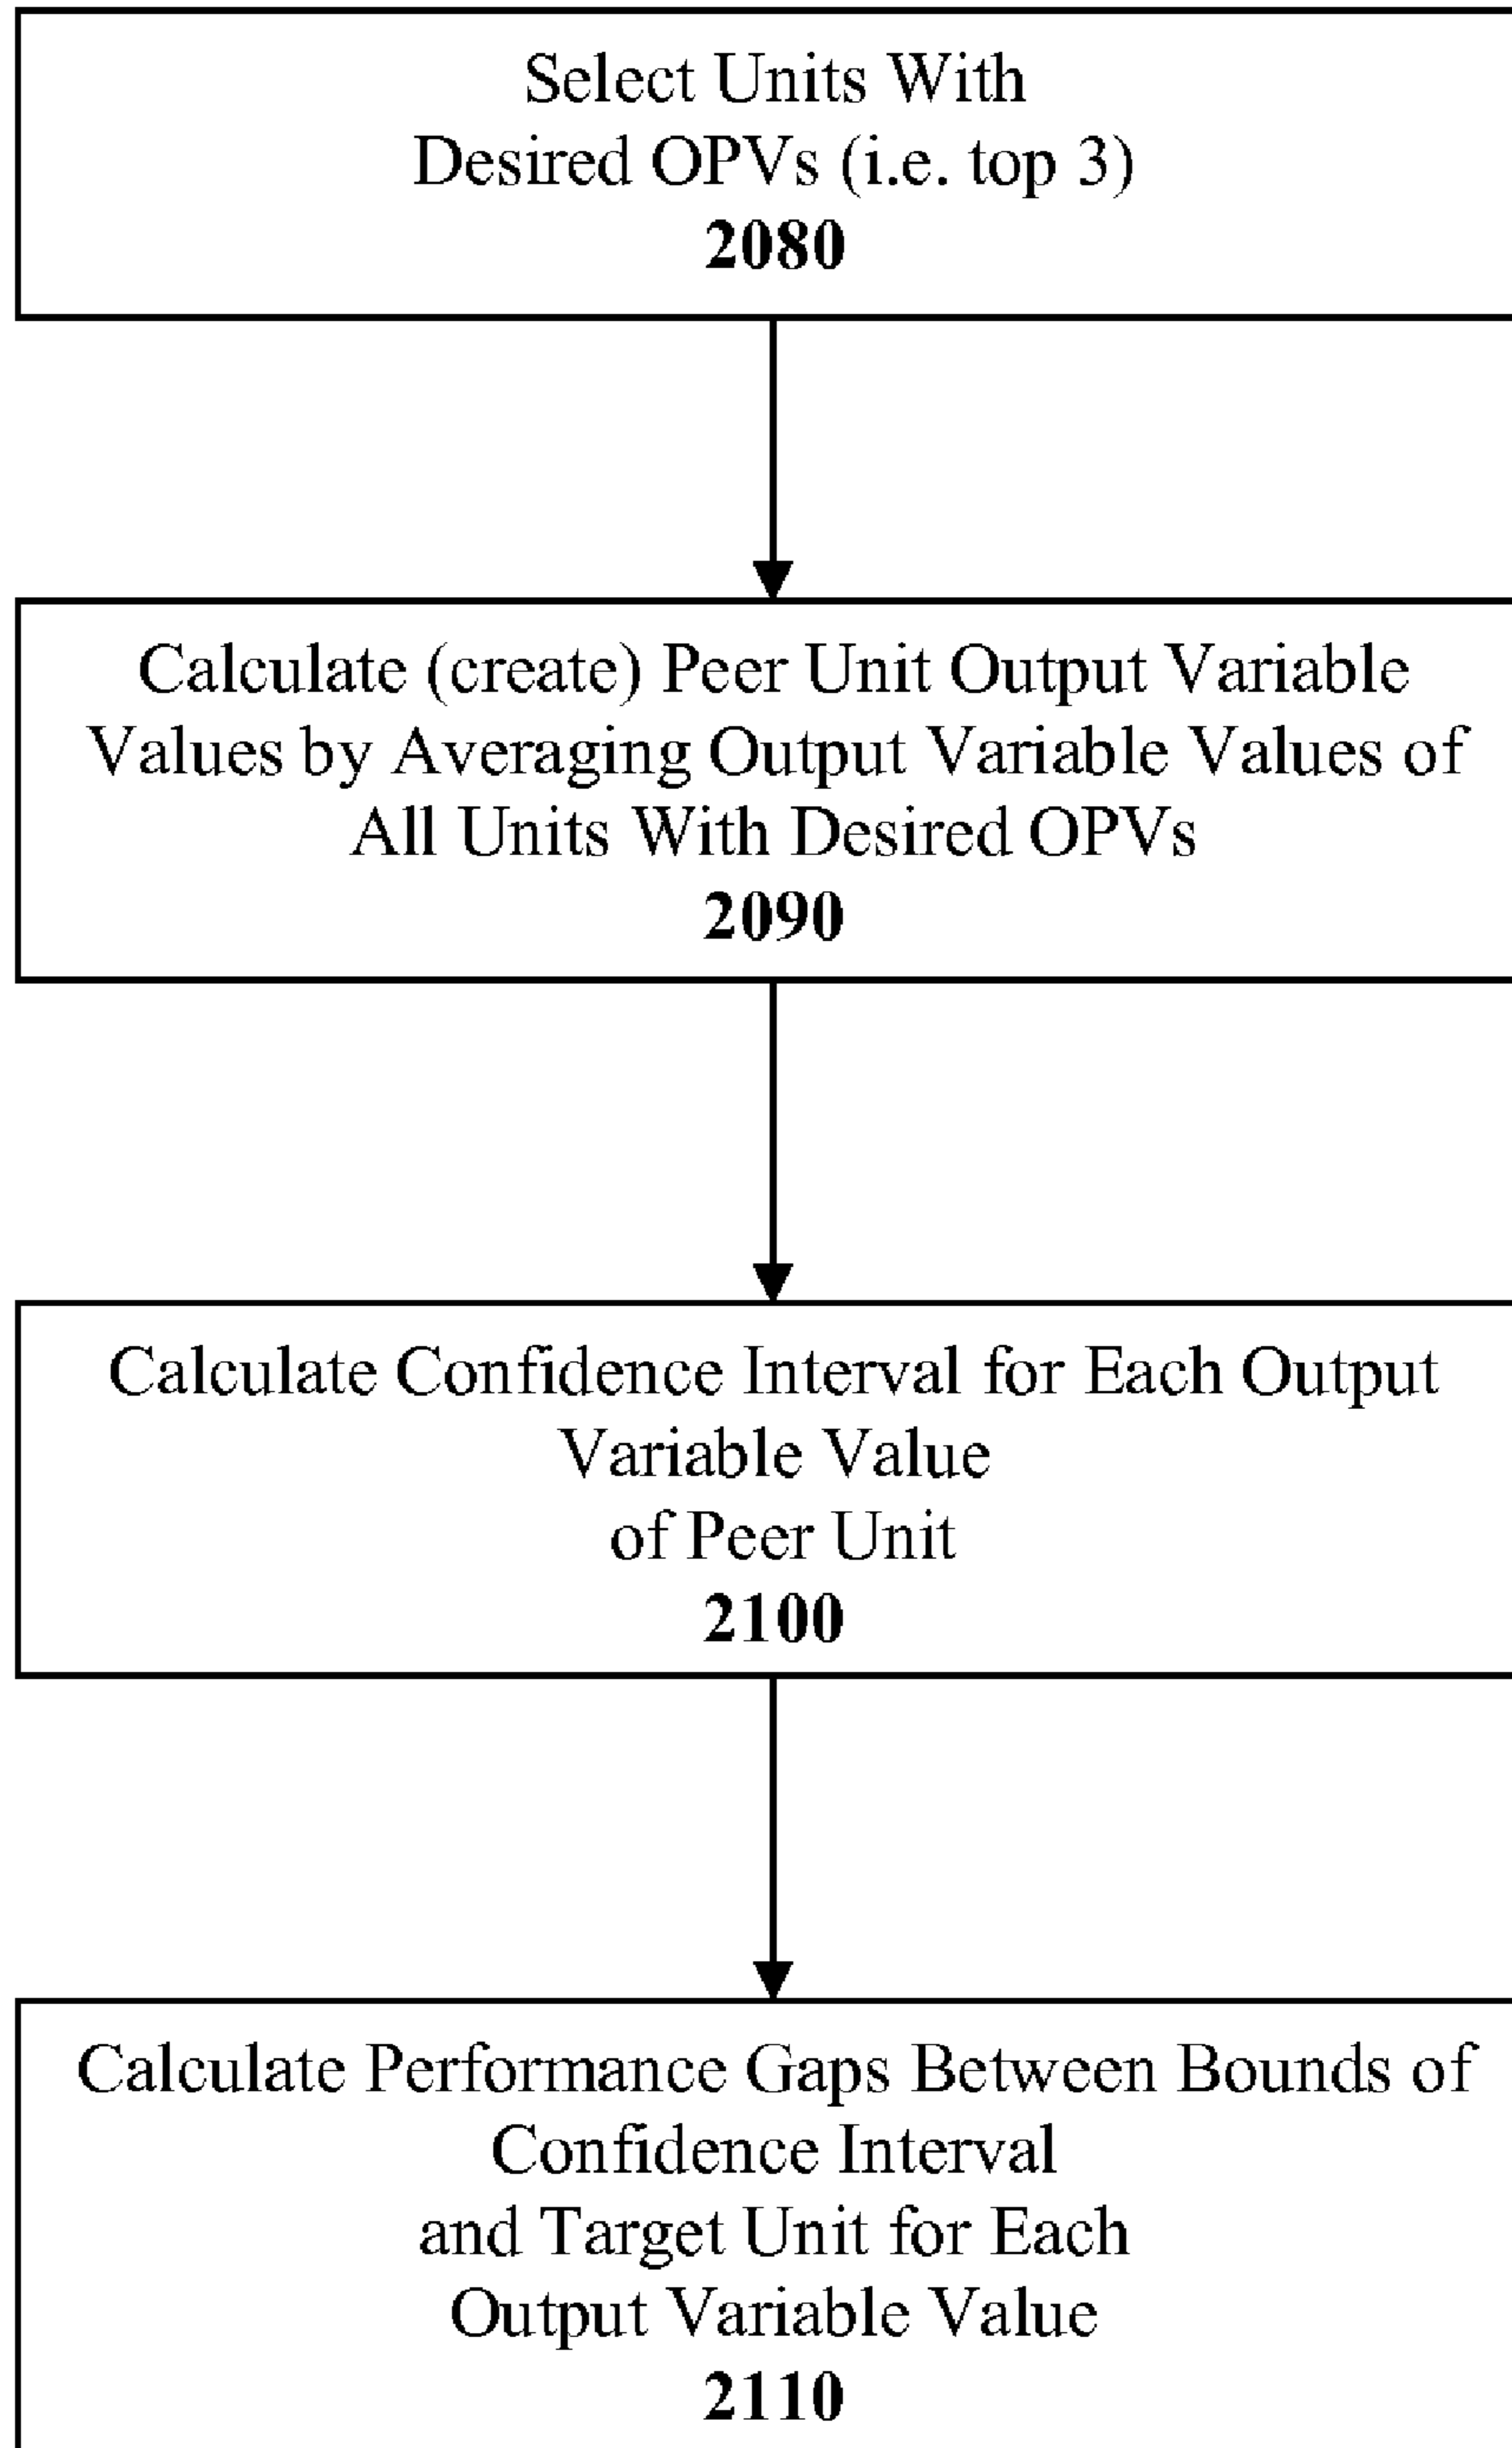 Select Units With
Desired OPVs (i.e. top 3)
2080
Calculate (create) Peer Unit Output Variable
Values by Averaging Output Variable Values of
All Units With Desired OPVs
2090
Calculate Confidence Interval for Each Output
Variable Value
of Peer Unit
2100
Calculate Performance Gaps Between Bounds of
Confidence Interval
and Target Unit for Each
Output Variable Value
2110